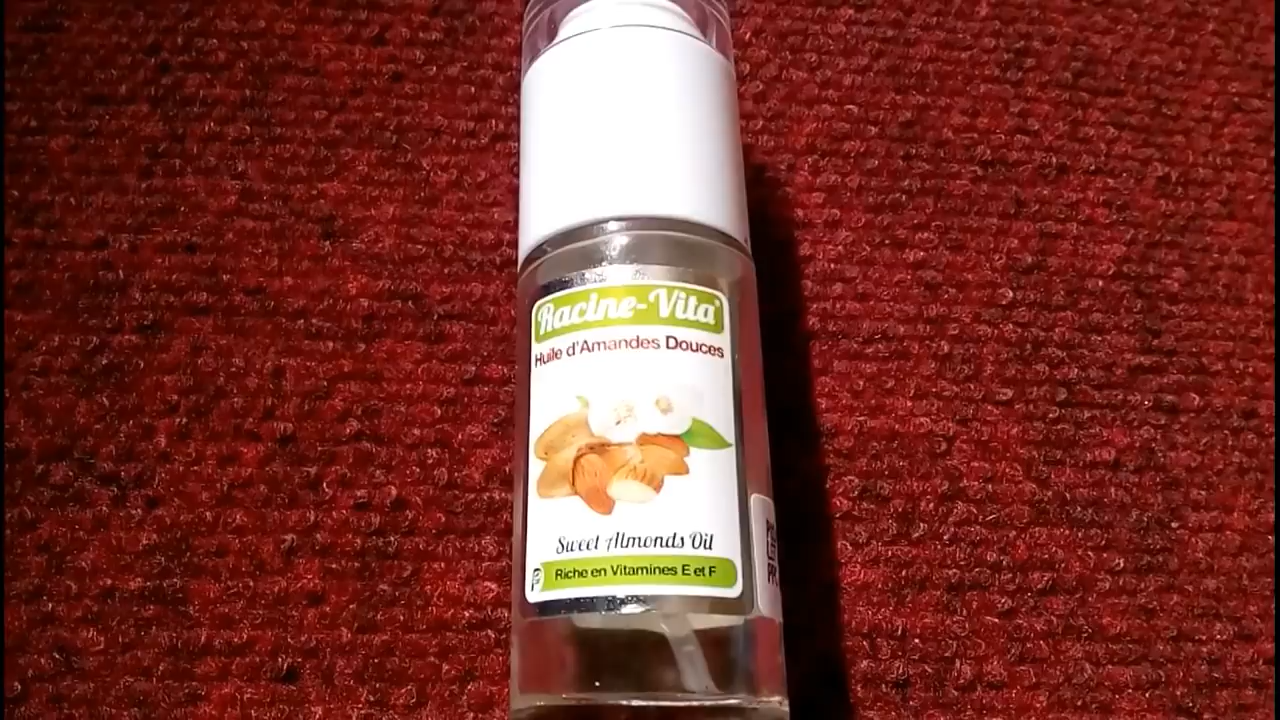 Racine-Vita®
Huile d'Amandes Douces
Sweet Almonds Oil
Riche en Vitamines E et F